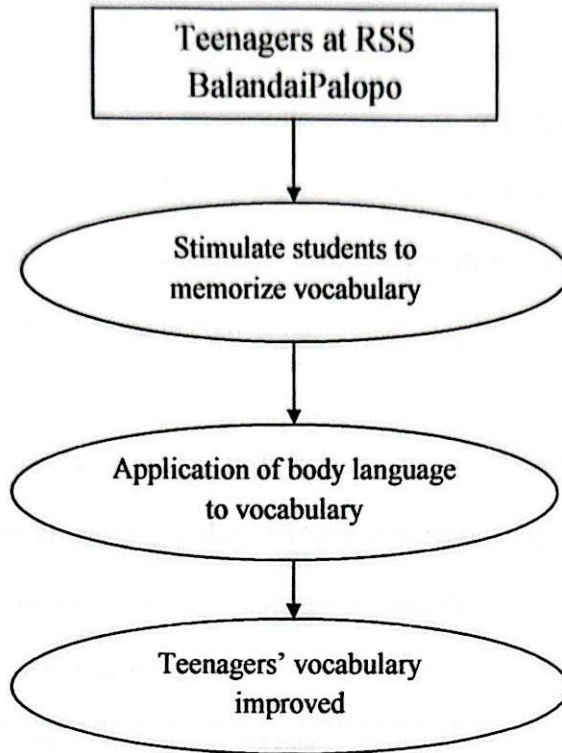 Teenagers at RSS
BalandaiPalopo
Stimulate students to
memorize vocabulary
Application of body language
to vocabulary
Teenagers' vocabulary
improved